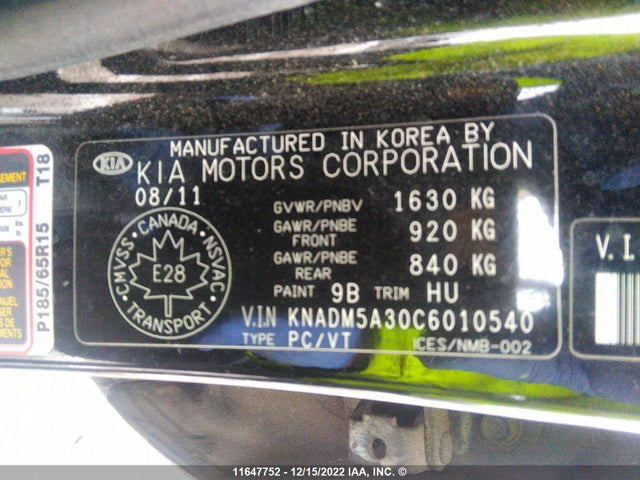 MANUFACTURED IN KOREA BY
KIA KIA MOTORS CORPORATION
08/11
GVWR/PNBV 1630 KG
GAWR/PNBE FRONT 920 KG
GAWR/PNBE REAR 840 KG
PAINT 9B TRIM HU
V.I.N KNADM5A30C6010540
TYPE PC/VT ICES/NMB-002
CANADA
CMVSS NSVAC
E28
TRANSPORT
P185/65R15 T18
V.I
11647752 - 12/15/2022 IAA, INC. ©